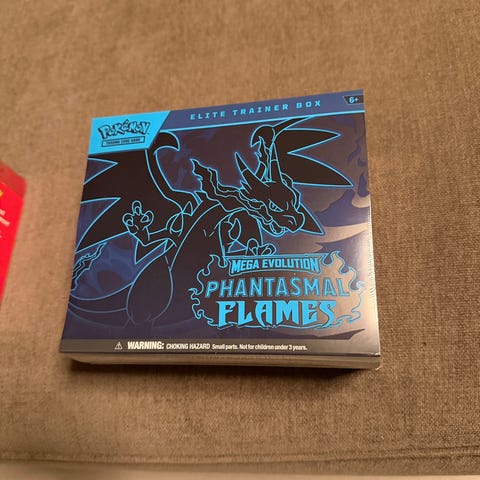 ELITE TRAINER BOX
6+
POKÉMON
TRADING CARD GAME
MEGA EVOLUTION
PHANTASMAL
FLAMES
WARNING: CHOKING HAZARD Small parts. Not for children under 3 years.